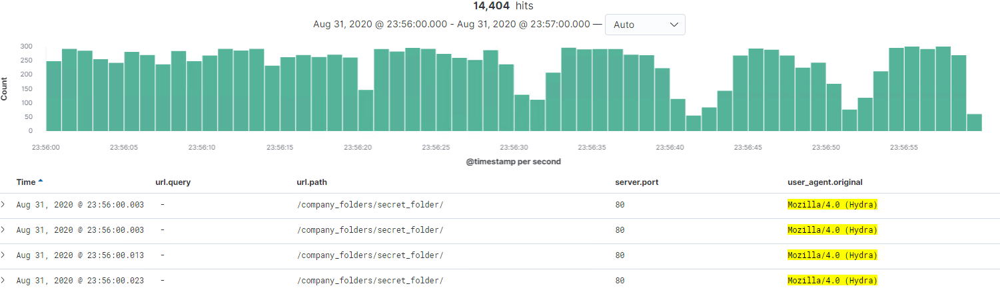 14,404 hits
Aug 31, 2020 @ 23:56:00.000 - Aug 31, 2020 @ 23:57:00.000 — Auto
300
250
200
150
100
50
0
Count
23:56:00 23:56:05 23:56:10 23:56:15 23:56:20 23:56:25 23:56:30 23:56:35 23:56:40 23:56:45 23:56:50 23:56:55
@timestamp per second
Time url.query url.path server.port user_agent.original
Aug 31, 2020 @ 23:56:00.003 - /company_folders/secret_folder/ 80 Mozilla/4.0 (Hydra)
Aug 31, 2020 @ 23:56:00.003 - /company_folders/secret_folder/ 80 Mozilla/4.0 (Hydra)
Aug 31, 2020 @ 23:56:00.013 - /company_folders/secret_folder/ 80 Mozilla/4.0 (Hydra)
Aug 31, 2020 @ 23:56:00.023 - /company_folders/secret_folder/ 80 Mozilla/4.0 (Hydra)